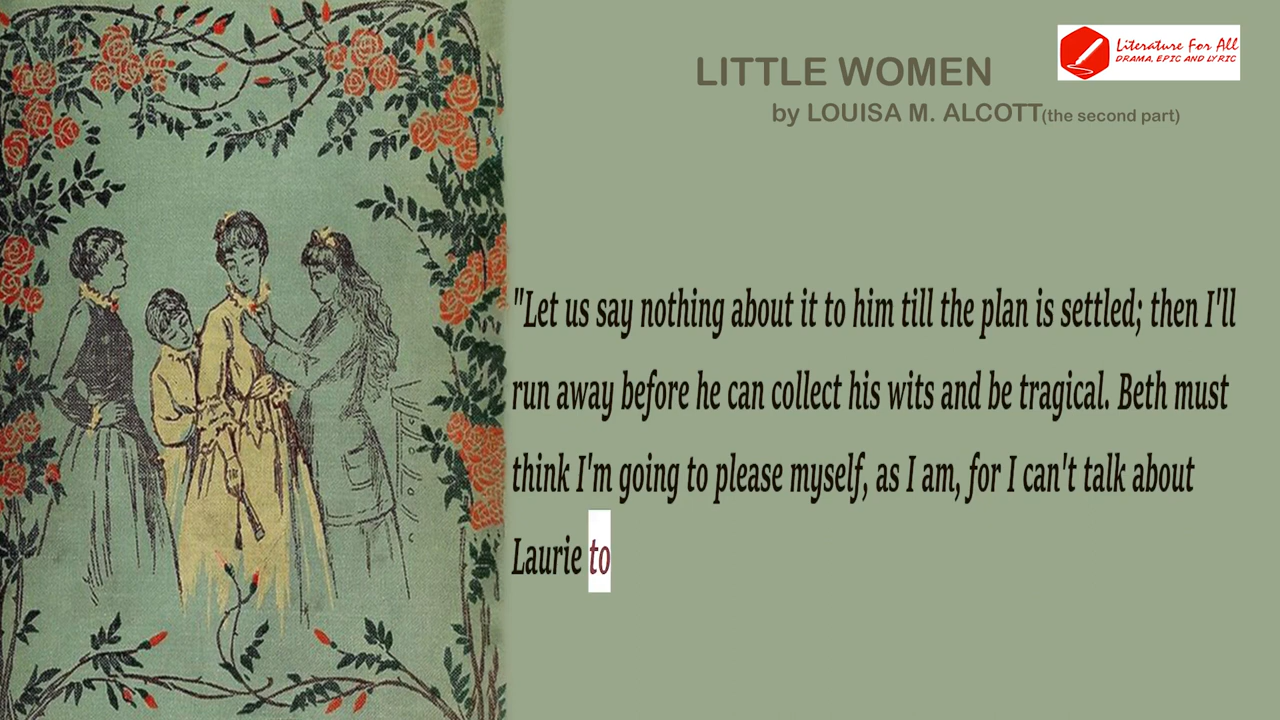 LITTLE WOMEN
by LOUISA M. ALCOTT(the second part)
Literature For All
DRAMA, EPIC AND LYRIC
"Let us say nothing about it to him till the plan is settled; then I'll
run away before he can collect his wits and be tragical. Beth must
think I'm going to please myself, as I am, for I can't talk about
Laurie to